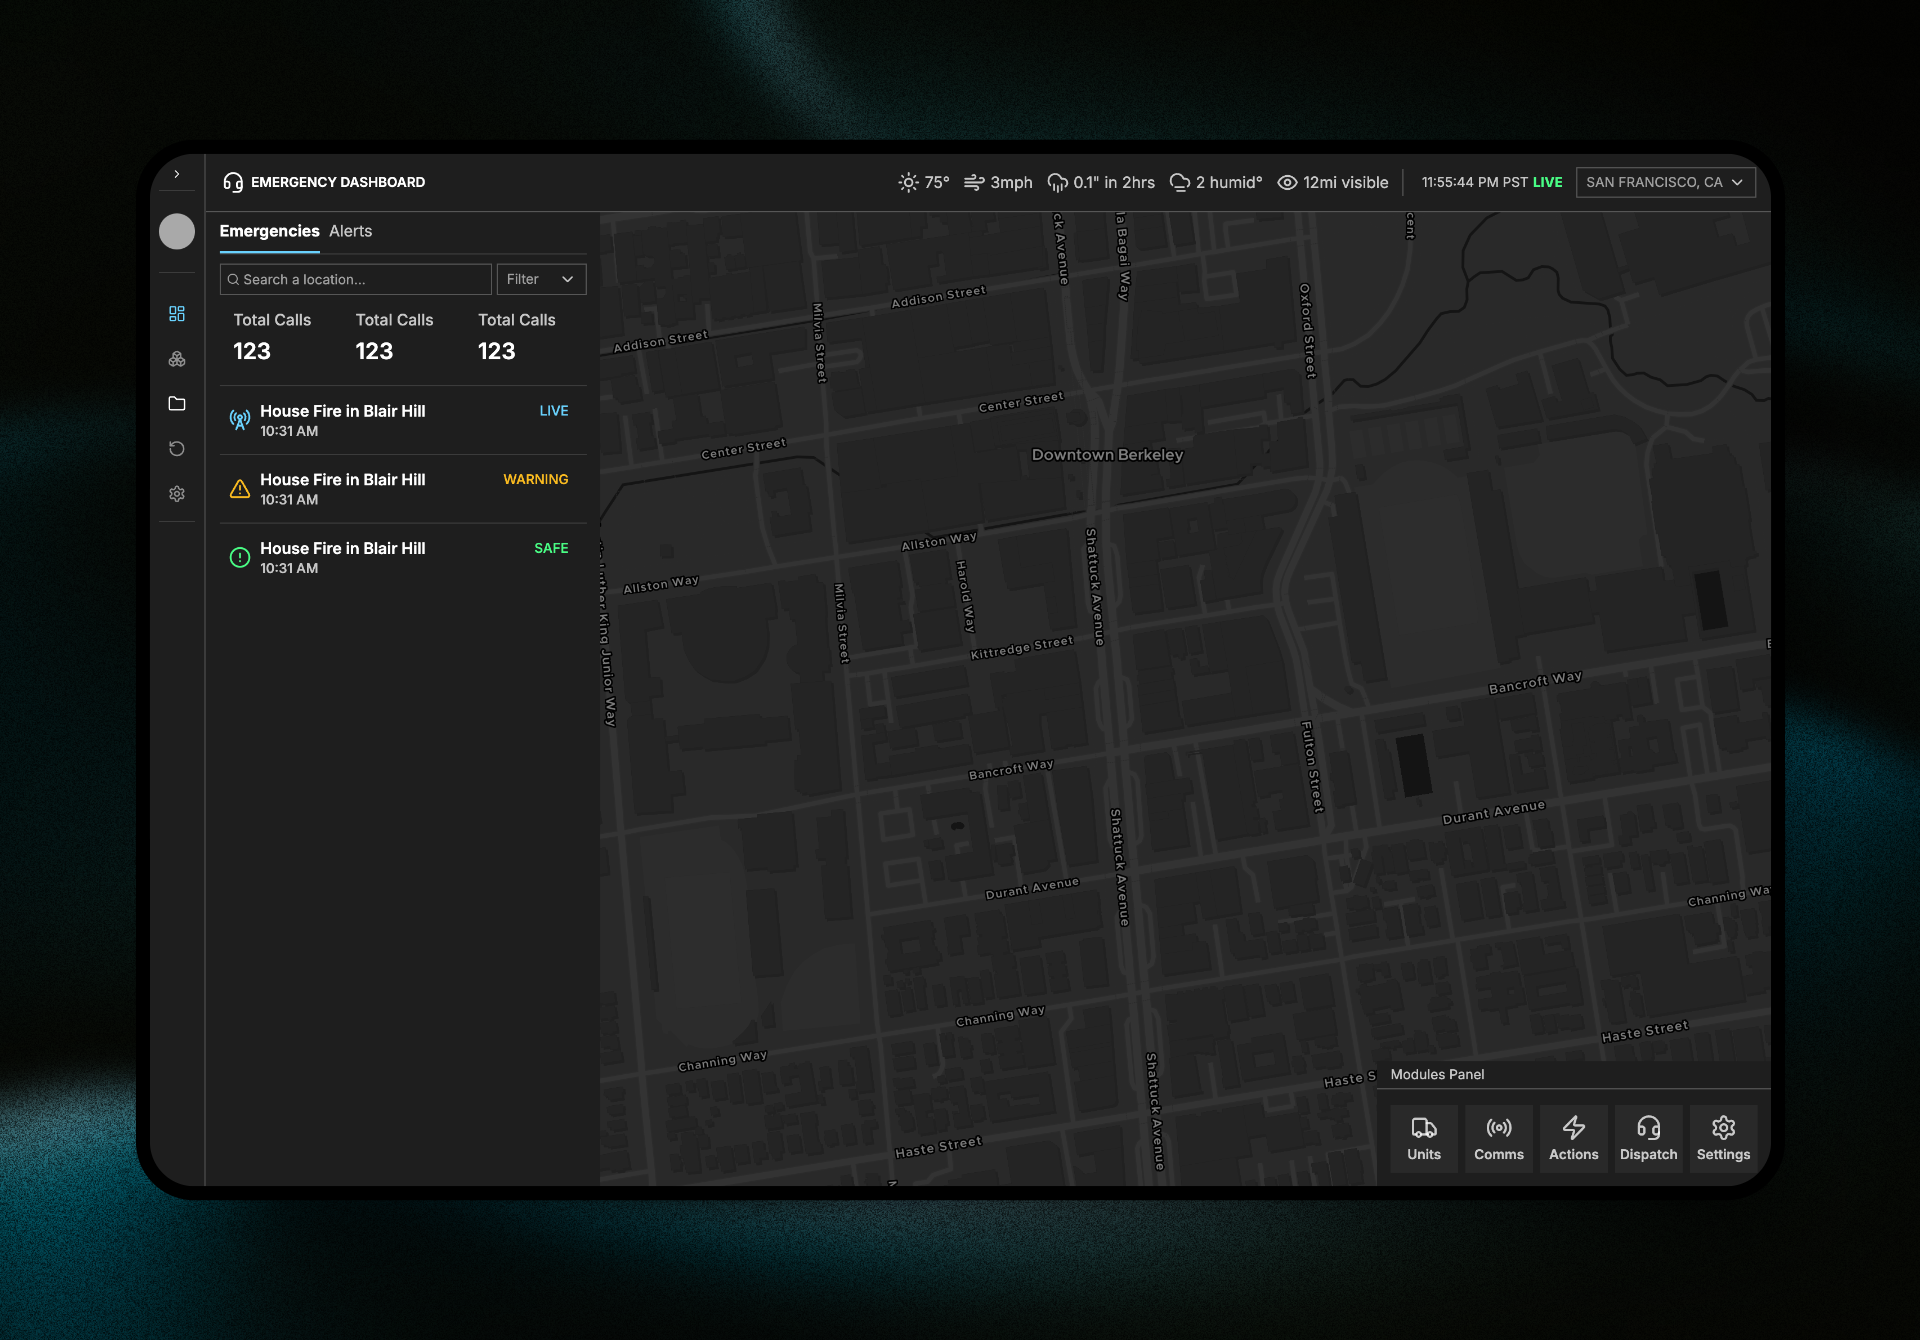 EMERGENCY DASHBOARD
75° 3mph 0.1" in 2hrs 2 humid° 12mi visible 11:55:44 PM PST LIVE SAN FRANCISCO, CA
Emergencies Alerts
Search a location... Filter
Total Calls Total Calls Total Calls
123 123 123
House Fire in Blair Hill LIVE
10:31 AM
House Fire in Blair Hill WARNING
10:31 AM
House Fire in Blair Hill SAFE
10:31 AM
Addison Street
Addison Street
Milvia Street
Bagai Way
Oxford Street
Center Street
Center Street
Downtown Berkeley
Allston Way
Allston Way
Harold Way
Milvia Street
Shattuck Avenue
Kittredge Street
King Junior Way
Bancroft Way
Bancroft Way
Fulton Street
Durant Avenue
Durant Avenue
Shattuck Avenue
Channing Wa
Channing Way
Channing Way
Haste Street
Haste S
Haste Street
Shattuck Avenue
Modules Panel
Units Comms Actions Dispatch Settings